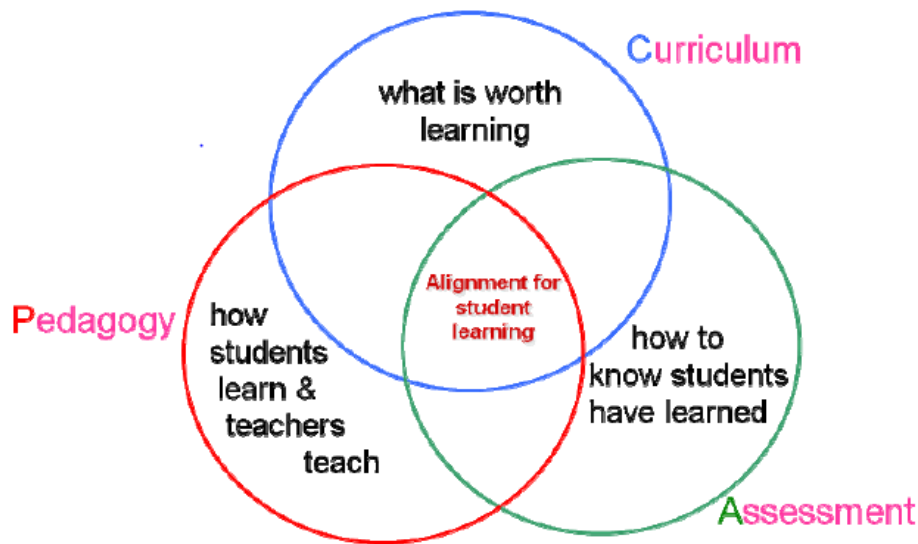 Curriculum
what is worth
learning
Alignment for
student
learning
Pedagogy
how
students
learn &
teachers
teach
how to
know students
have learned
Assessment